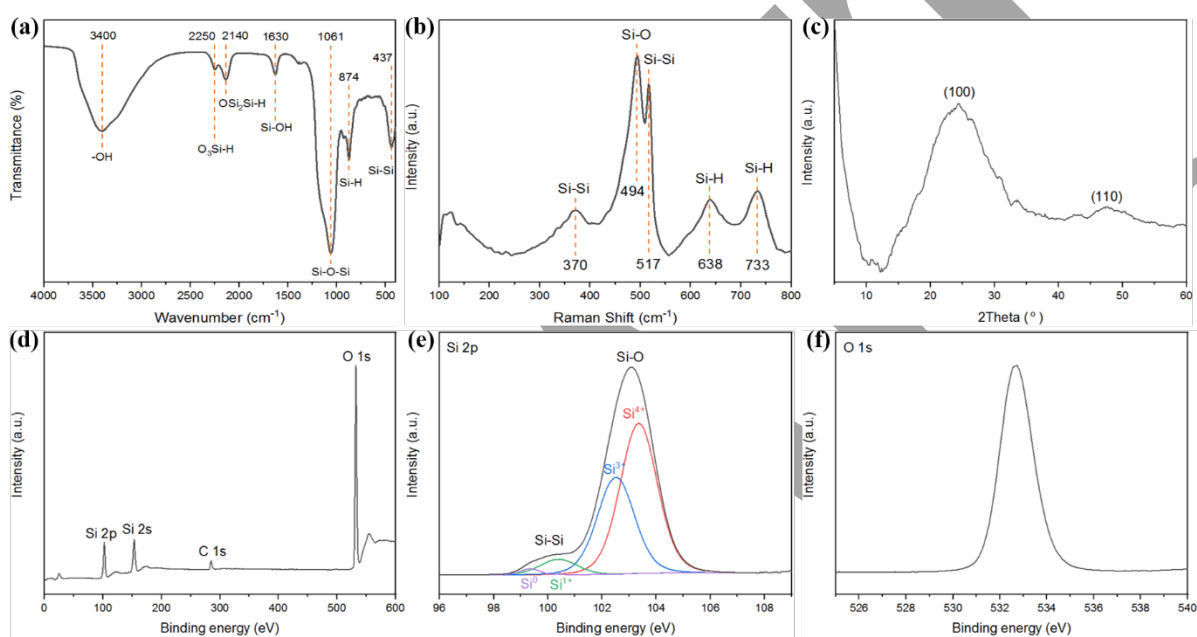 (a)
3400
2250
2140
1630
1061
874
437
OSi₂Si-H
Si-OH
-OH
O₃Si-H
Si-H
Si-Si
Si-O-Si
Transmittance (%)
4000
3000
2000
1000
500
Wavenumber (cm⁻¹)
(b)
Si-O
Si-Si
494
Si-H
Si-H
Si-Si
370
517
638
733
Intensity (a.u.)
100
200
300
400
500
600
700
800
Raman Shift (cm⁻¹)
(c)
(100)
(110)
Intensity (a.u.)
10
20
30
40
50
60
2Theta (°)
(d)
O 1s
Si 2p
Si 2s
C 1s
Intensity (a.u.)
0
100
200
300
400
500
600
Binding energy (eV)
(e)
Si 2p
Si-O
Si⁴⁺
Si³⁺
Si-Si
Si⁰
Si¹⁺
Intensity (a.u.)
96
98
100
102
104
106
108
Binding energy (eV)
(f)
O 1s
Intensity (a.u.)
526
528
530
532
534
536
538
540
Binding energy (eV)